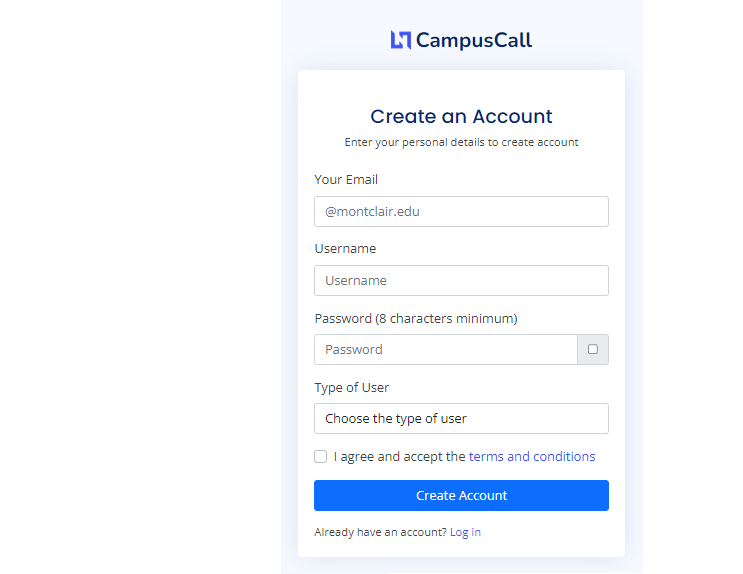 CampusCall
Create an Account
Enter your personal details to create account
Your Email
@montclair.edu
Username
Username
Password (8 characters minimum)
Password
Type of User
Choose the type of user
I agree and accept the terms and conditions
Create Account
Already have an account? Log in